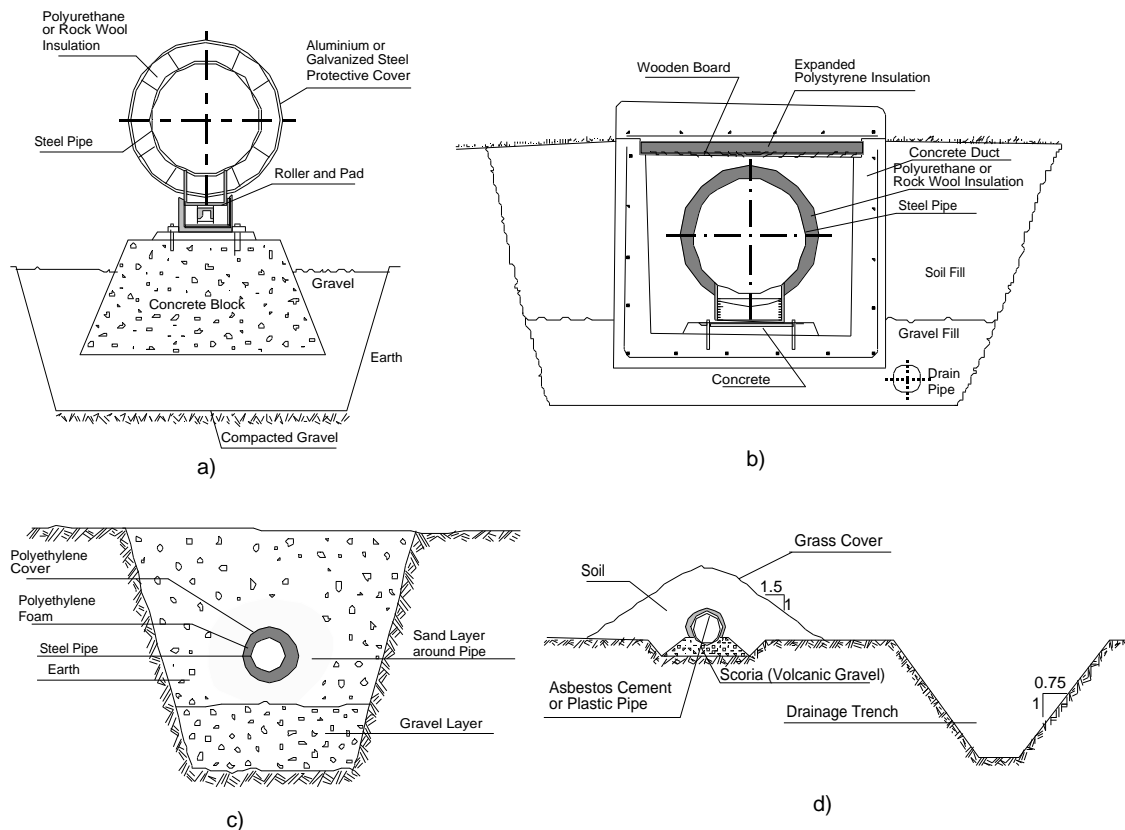 Polyurethane
or Rock Wool
Insulation
Aluminium or
Galvanized Steel
Protective Cover
Steel Pipe
Roller and Pad
Gravel
Concrete Block
Earth
Compacted Gravel
a)
Wooden Board
Expanded
Polystyrene Insulation
Concrete Duct
Polyurethane or
Rock Wool Insulation
Steel Pipe
Soil Fill
Gravel Fill
Drain
Pipe
Concrete
b)
Polyethylene
Cover
Polyethylene
Foam
Steel Pipe
Earth
Sand Layer
around Pipe
Gravel Layer
c)
Grass Cover
Soil
1.5
1
Scoria (Volcanic Gravel)
Asbestos Cement
or Plastic Pipe
Drainage Trench
0.75
1
d)